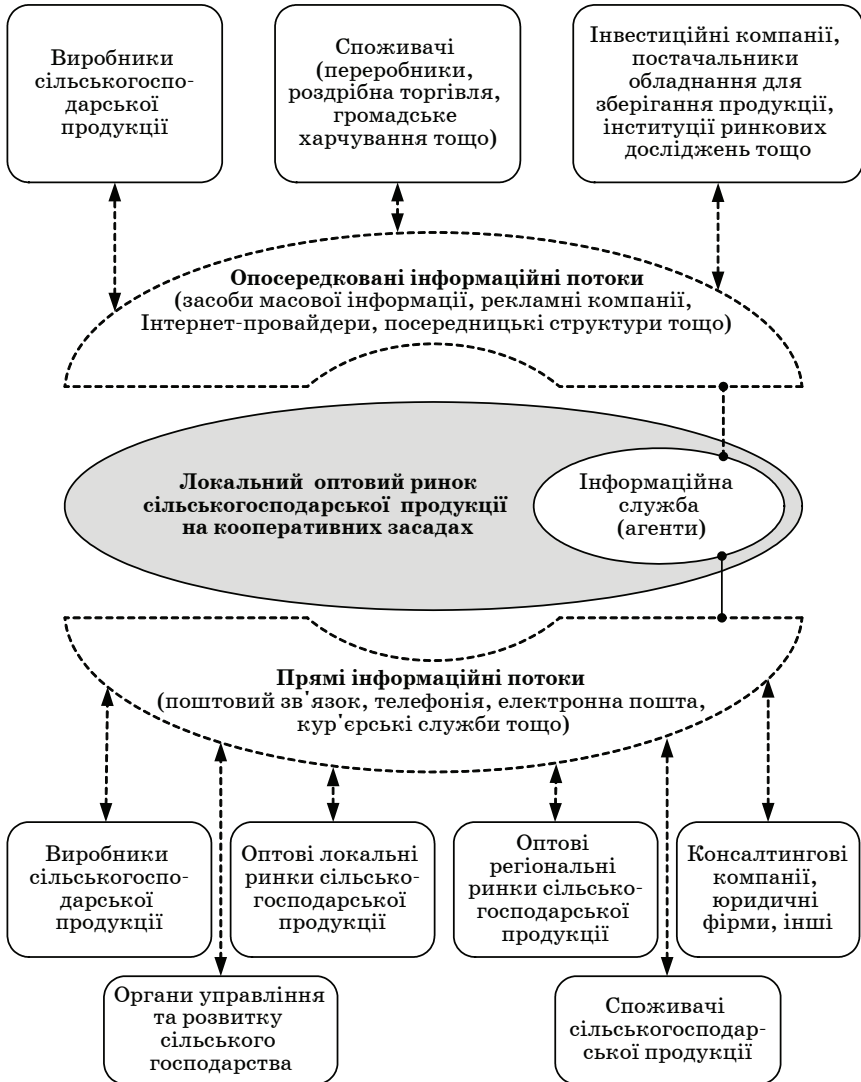 Виробники
сільськогоспо-
дарської
продукції
Споживачі
(переробники,
роздрібна торгівля,
громадське
харчування тощо)
Інвестиційні компанії,
постачальники
обладнання для
зберігання продукції,
інституції ринкових
досліджень тощо
Опосередковані інформаційні потоки
(засоби масової інформації, рекламні компанії,
Інтернет-провайдери, посередницькі структури тощо)
Локальний оптовий ринок
сільськогосподарської продукції
на кооперативних засадах
Інформаційна
служба
(агенти)
Прямі інформаційні потоки
(поштовий зв'язок, телефонія, електронна пошта,
кур'єрські служби тощо)
Виробники
сільськогоспо-
дарської
продукції
Оптові локальні
ринки сільсько-
господарської
продукції
Оптові
регіональні
ринки сільсько-
господарської
продукції
Консалтингові
компанії,
юридичні
фірми, інші
Органи управління
та розвитку
сільського
господарства
Споживачі
сільськогосподар-
ської продукції